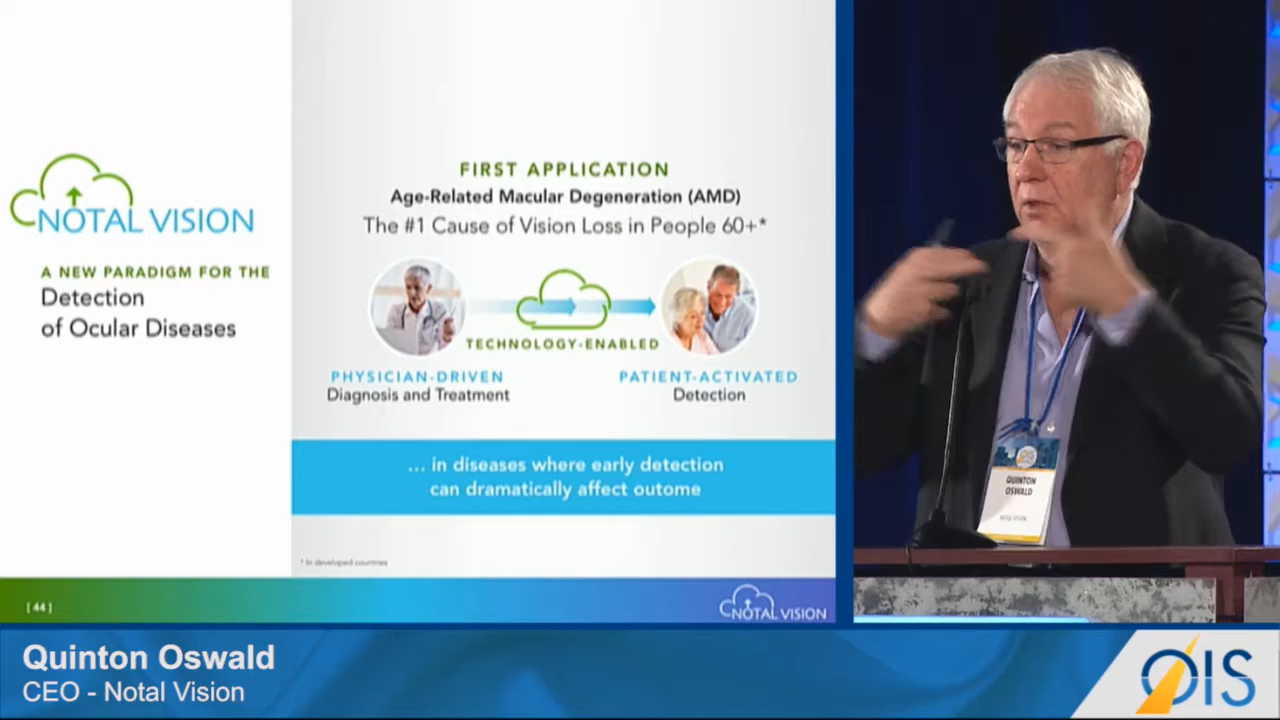 NOTAL VISION
A NEW PARADIGM FOR THE
Detection
of Ocular Diseases
FIRST APPLICATION
Age-Related Macular Degeneration (AMD)
The #1 Cause of Vision Loss in People 60+*
TECHNOLOGY-ENABLED
PHYSICIAN-DRIVEN
Diagnosis and Treatment
PATIENT-ACTIVATED
Detection
... in diseases where early detection
can dramatically affect outcome
* In developed countries
[ 44 ]
NOTAL VISION
QUINTON
OSWALD
NOTAL VISION
Quinton Oswald
CEO - Notal Vision
OIS